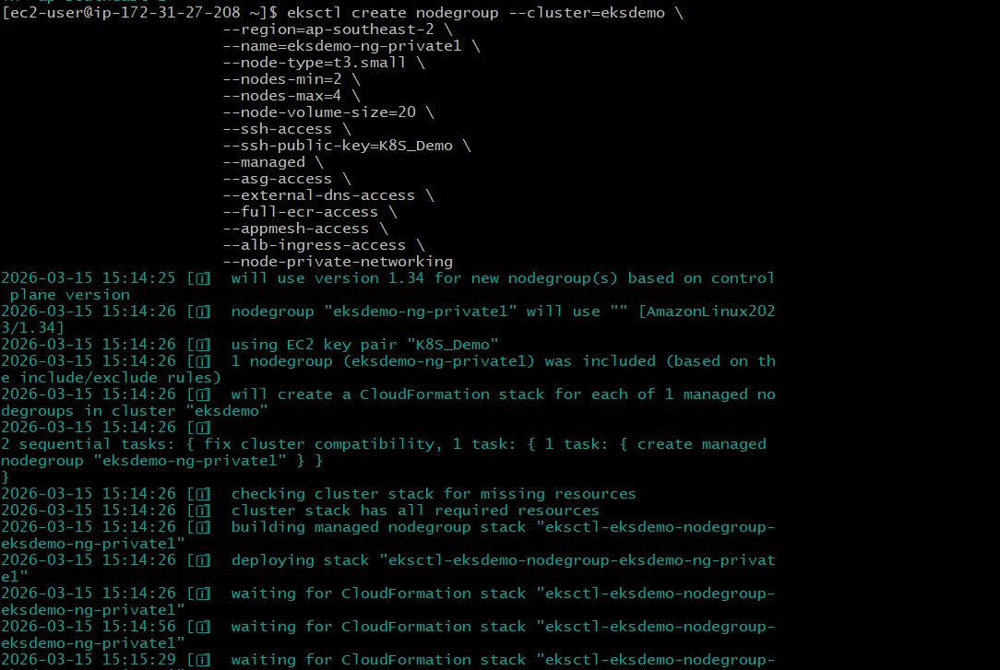 [ec2-user@ip-172-31-27-208 ~]$ eksctl create nodegroup --cluster=eksdemo \
--region=ap-southeast-2 \
--name=eksdemo-ng-private1 \
--node-type=t3.small \
--nodes-min=2 \
--nodes-max=4 \
--node-volume-size=20 \
--ssh-access \
--ssh-public-key=K8S_Demo \
--managed \
--asg-access \
--external-dns-access \
--full-ecr-access \
--appmesh-access \
--alb-ingress-access \
--node-private-networking
2026-03-15 15:14:25 [ℹ]  will use version 1.34 for new nodegroup(s) based on control
 plane version
2026-03-15 15:14:26 [ℹ]  nodegroup "eksdemo-ng-private1" will use "" [AmazonLinux202
3/1.34]
2026-03-15 15:14:26 [ℹ]  using EC2 key pair "K8S_Demo"
2026-03-15 15:14:26 [ℹ]  1 nodegroup (eksdemo-ng-private1) was included (based on th
e include/exclude rules)
2026-03-15 15:14:26 [ℹ]  will create a CloudFormation stack for each of 1 managed no
degroups in cluster "eksdemo"
2026-03-15 15:14:26 [ℹ]
2 sequential tasks: { fix cluster compatibility, 1 task: { 1 task: { create managed
nodegroup "eksdemo-ng-private1" } }
}
2026-03-15 15:14:26 [ℹ]  checking cluster stack for missing resources
2026-03-15 15:14:26 [ℹ]  cluster stack has all required resources
2026-03-15 15:14:26 [ℹ]  building managed nodegroup stack "eksctl-eksdemo-nodegroup-
eksdemo-ng-private1"
2026-03-15 15:14:26 [ℹ]  deploying stack "eksctl-eksdemo-nodegroup-eksdemo-ng-privat
e1"
2026-03-15 15:14:26 [ℹ]  waiting for CloudFormation stack "eksctl-eksdemo-nodegroup-
eksdemo-ng-private1"
2026-03-15 15:14:56 [ℹ]  waiting for CloudFormation stack "eksctl-eksdemo-nodegroup-
eksdemo-ng-private1"
2026-03-15 15:15:29 [ℹ]  waiting for CloudFormation stack "eksctl-eksdemo-nodegroup-